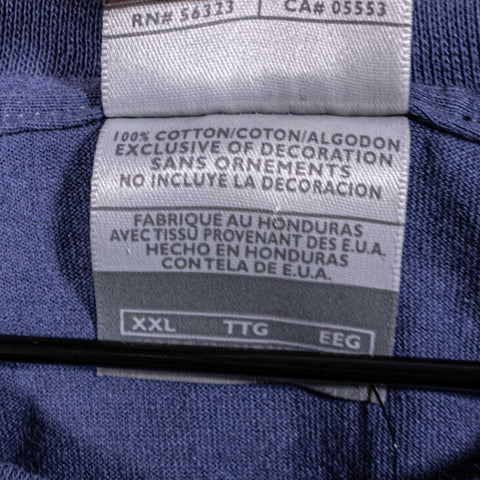 RN# 56323 CA# 05553
100% COTTON/COTON/ALGODON
EXCLUSIVE OF DECORATION
SANS ORNEMENTS
NO INCLUYE LA DECORACION
FABRIQUE AU HONDURAS
AVEC TISSU PROVENANT DES E.U.A.
HECHO EN HONDURAS
CON TELA DE E.U.A.
XXL TTG EEG